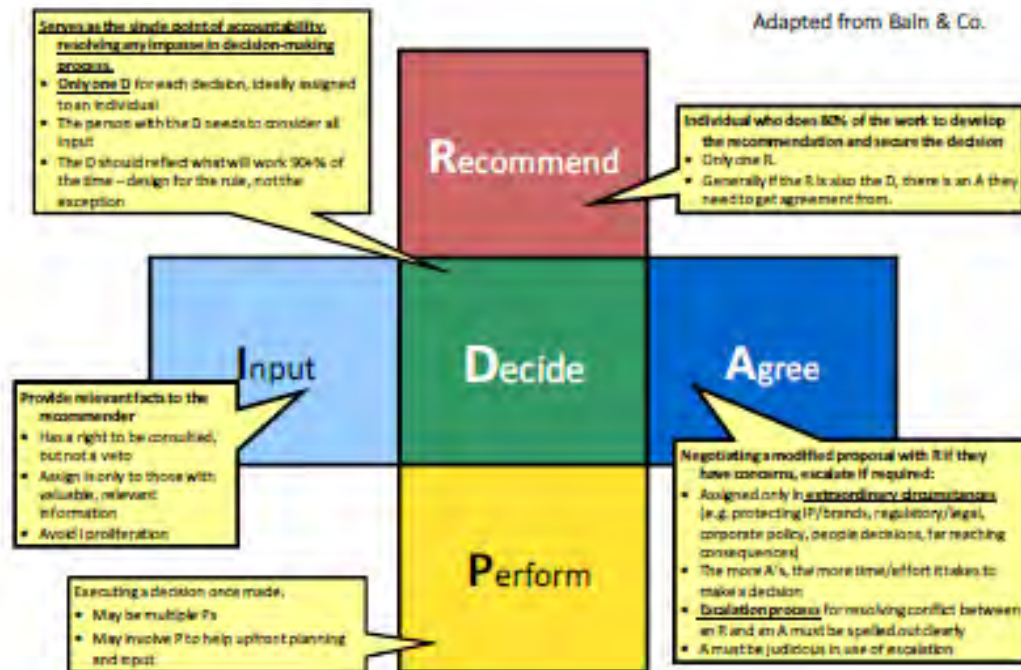 Adapted from Bain & Co.
Serves as the single point of accountability,
resolving any impasse in decision-making
process.
• Only one D for each decision, ideally assigned
to an individual
• The person with the D needs to consider all
input
• The D should reflect what will work 90+% of
the time – design for the rule, not the
exception
Recommend
Individual who does 80% of the work to develop
the recommendation and secure the decision
• Only one R.
• Generally if the R is also the D, there is an A they
need to get agreement from.
Input
Decide
Agree
Provide relevant facts to the
recommender
• Has a right to be consulted,
but not a veto
• Assign Is only to those with
valuable, relevant
information
• Avoid I proliferation
Negotiating a modified proposal with R if they
have concerns, escalate if required:
• Assigned only in extraordinary circumstances
(e.g. protecting IP/brands, regulatory/legal,
corporate policy, people decisions, far reaching
consequences)
• The more A's, the more time/effort it takes to
make a decision
• Escalation process for resolving conflict between
an R and an A must be spelled out clearly
• A must be judicious in use of escalation
Perform
Executing a decision once made.
• May be multiple Ps
• May involve P to help upfront planning
and input